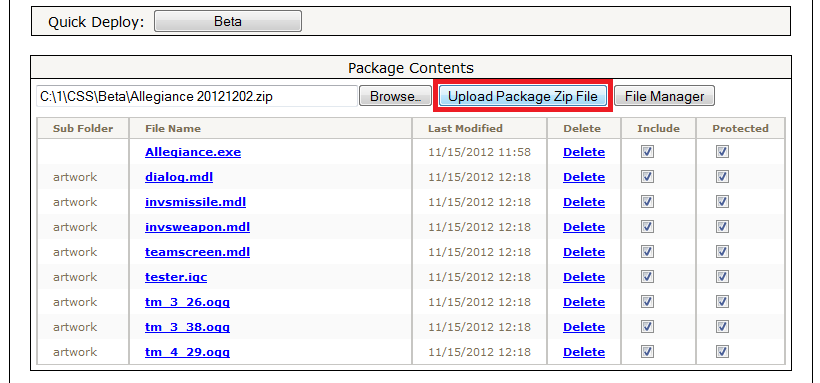 Quick Deploy: Beta
Package Contents
C:\1\CSS\Beta\Allegiance 20121202.zip Browse... Upload Package Zip File File Manager
Sub Folder File Name Last Modified Delete Include Protected
Allegiance.exe 11/15/2012 11:58 Delete
artwork dialog.mdl 11/15/2012 12:18 Delete
artwork invsmissile.mdl 11/15/2012 12:18 Delete
artwork invsweapon.mdl 11/15/2012 12:18 Delete
artwork teamscreen.mdl 11/15/2012 12:18 Delete
artwork tester.igc 11/15/2012 12:18 Delete
artwork tm_3_26.ogg 11/15/2012 12:18 Delete
artwork tm_3_38.ogg 11/15/2012 12:18 Delete
artwork tm_4_29.ogg 11/15/2012 12:18 Delete